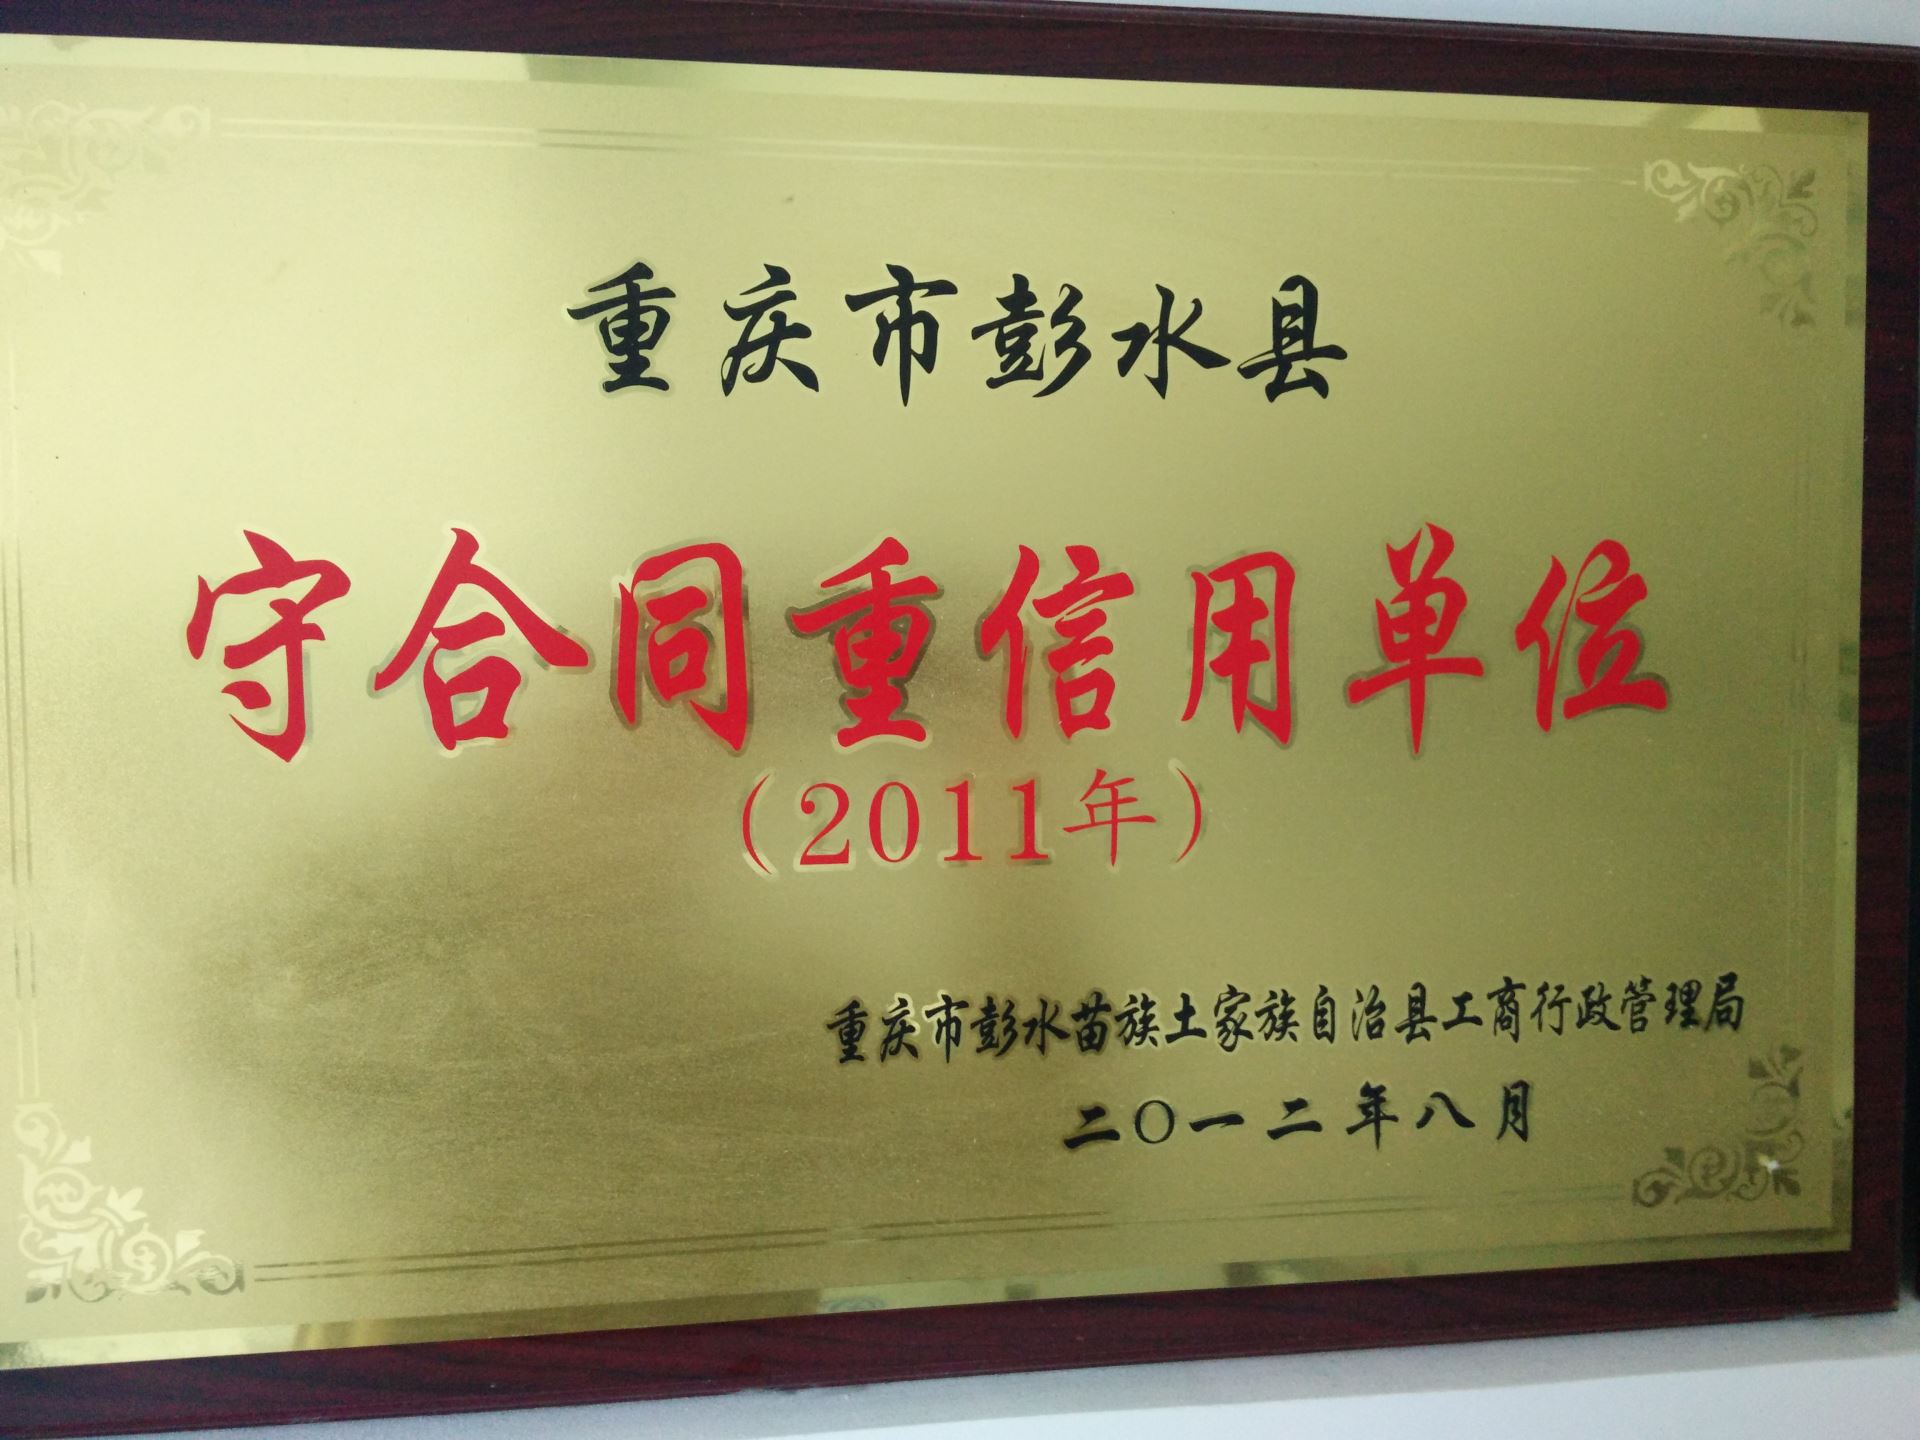 重庆市彭水县
守合同重信用单位
（2011年）
重庆市彭水苗族土家族自治县工商行政管理局
二〇一二年八月